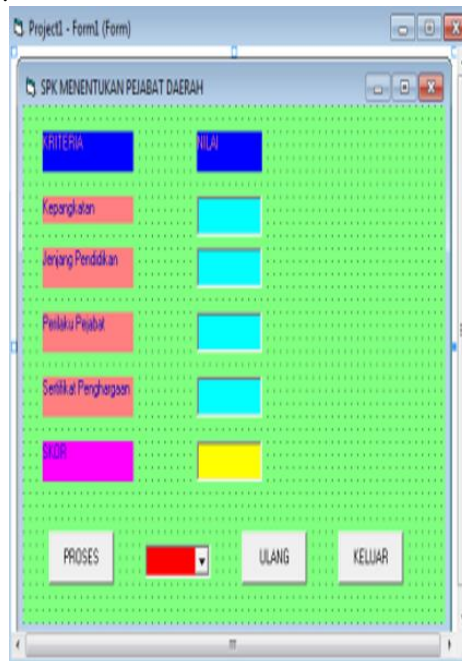 Project1 - Form1 (Form)
SPK MENENTUKAN PEJABAT DAERAH
KRITERIA NILAI
Kepangkatan
Jenjang Pendidikan
Perilaku Pejabat
Sertifikat Penghargaan
SKOR
PROSES ULANG KELUAR